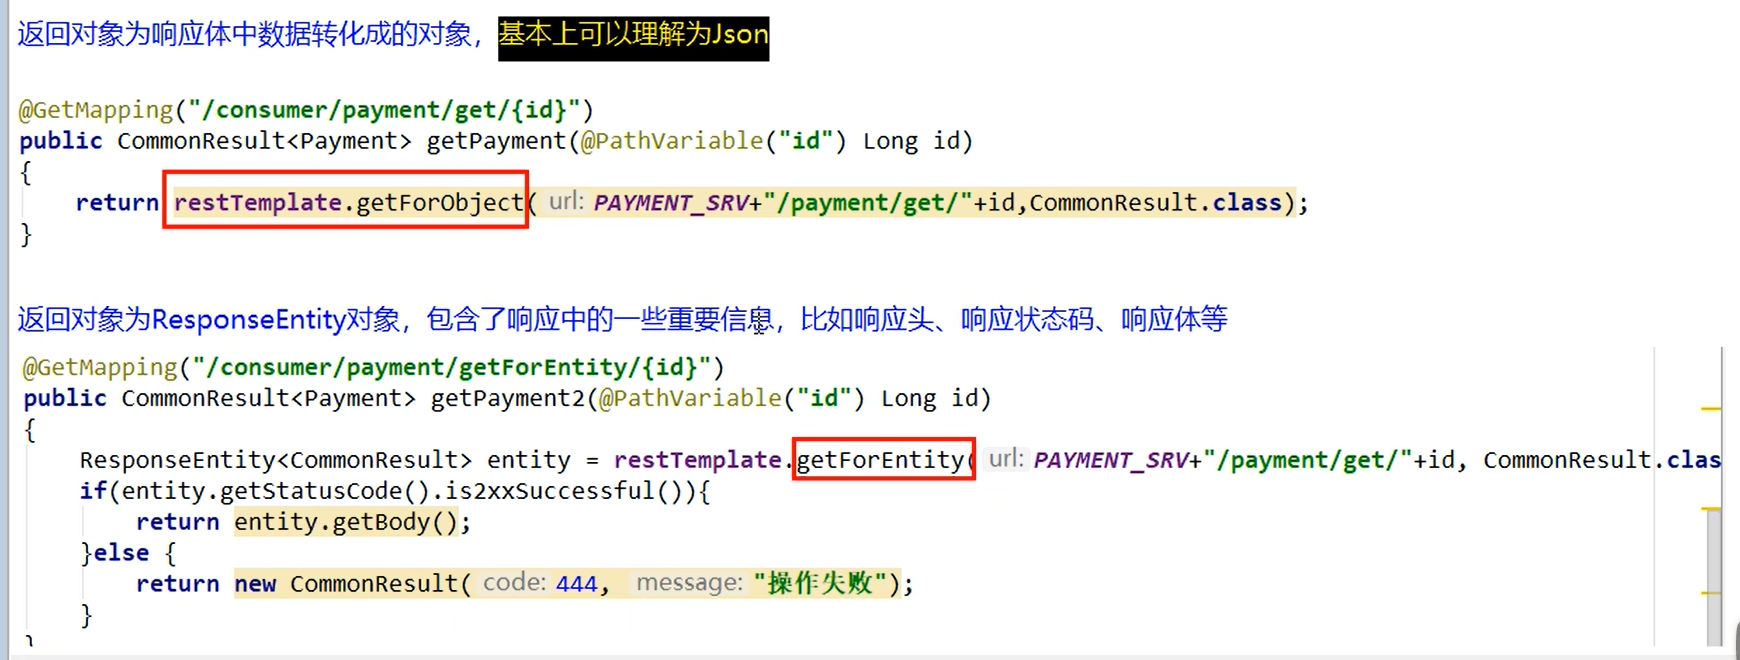 返回对象为响应体中数据转化成的对象，基本上可以理解为Json
@GetMapping("/consumer/payment/get/{id}")
public CommonResult<Payment> getPayment(@PathVariable("id") Long id)
{
return restTemplate.getForObject( url: PAYMENT_SRV+"/payment/get/"+id,CommonResult.class);
}
返回对象为ResponseEntity对象，包含了响应中的一些重要信息，比如响应头、响应状态码、响应体等
@GetMapping("/consumer/payment/getForEntity/{id}")
public CommonResult<Payment> getPayment2(@PathVariable("id") Long id)
{
ResponseEntity<CommonResult> entity = restTemplate.getForEntity( url: PAYMENT_SRV+"/payment/get/"+id, CommonResult.clas
if(entity.getStatusCode().is2xxSuccessful()){
return entity.getBody();
}else {
return new CommonResult( code: 444, message: "操作失败");
}
}